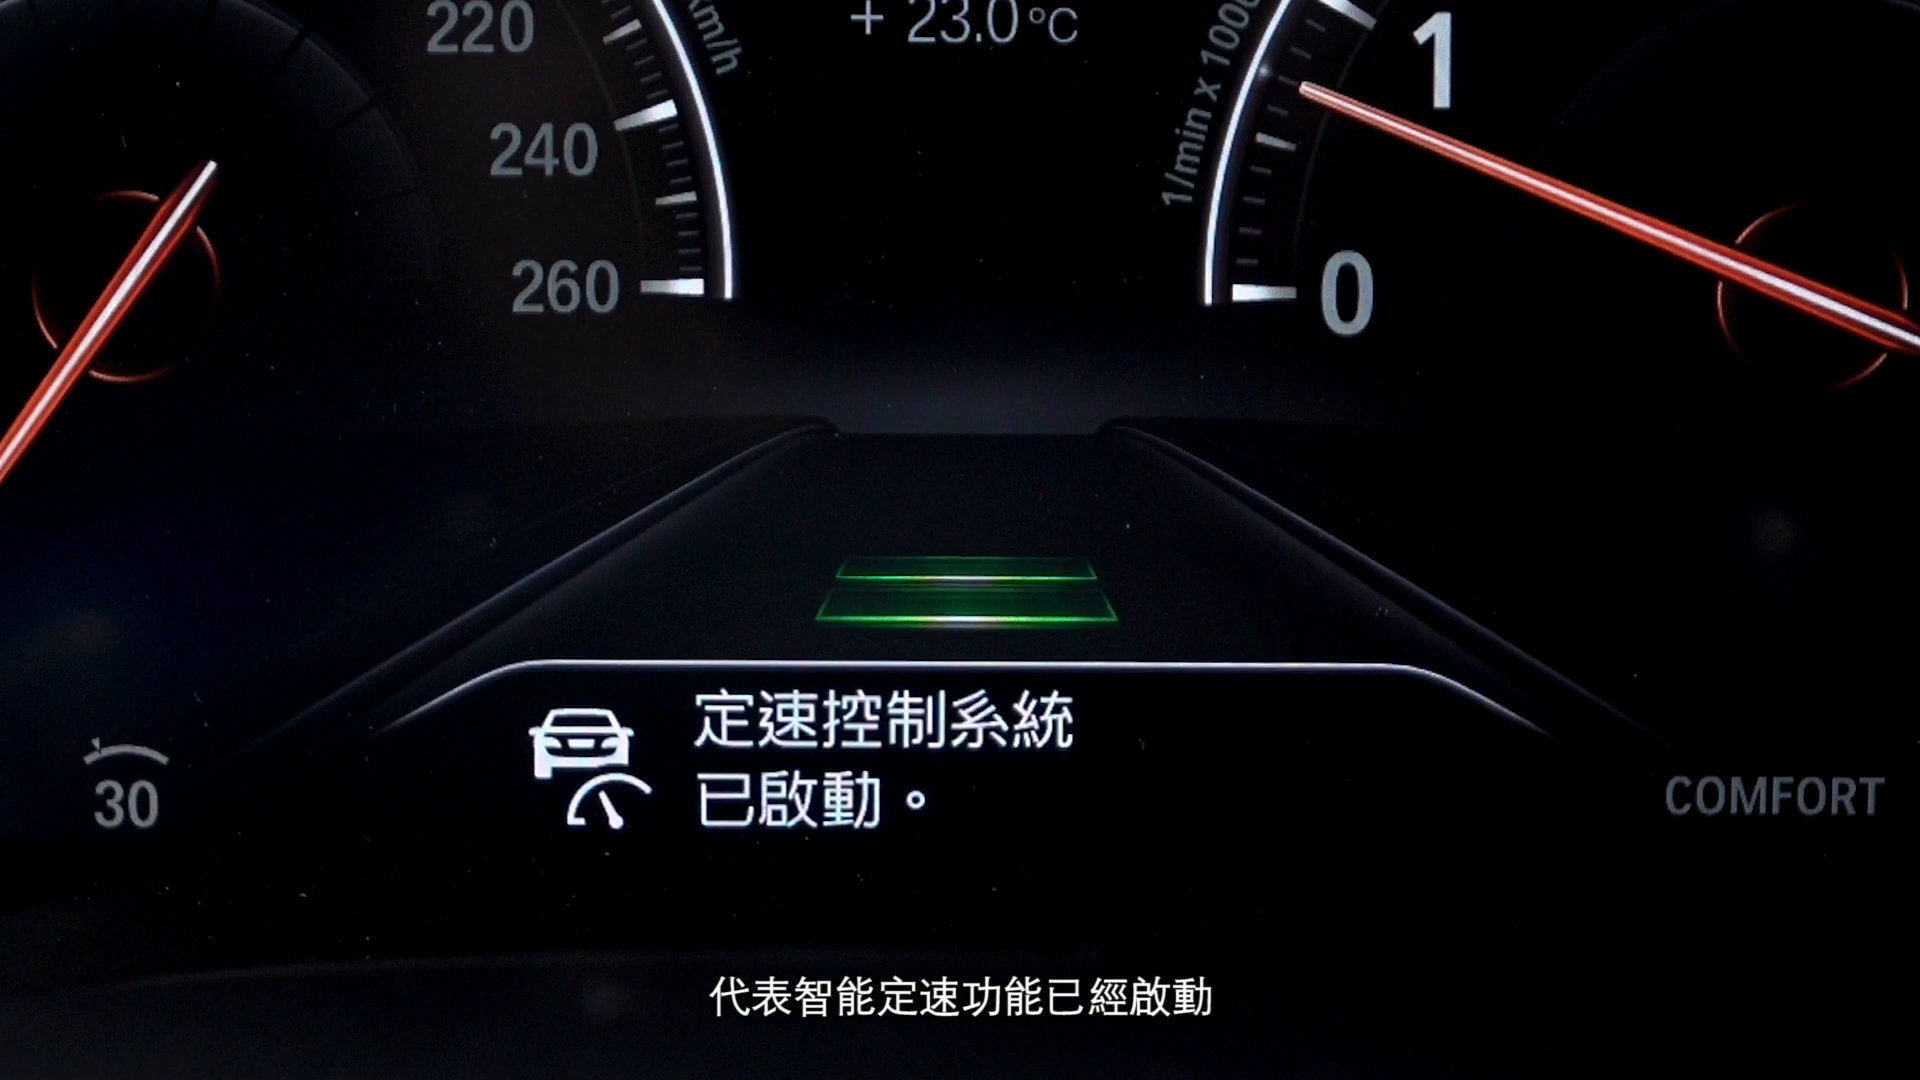 220
km/h
+ 23.0 °C
1/min x 1000
1
240
260
0
定速控制系統
已啟動。
30
COMFORT
代表智能定速功能已經啟動